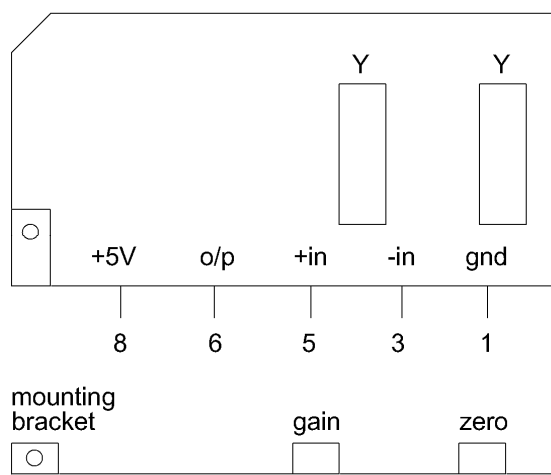 Y Y
+5V o/p +in -in gnd
8 6 5 3 1
mounting
bracket gain zero